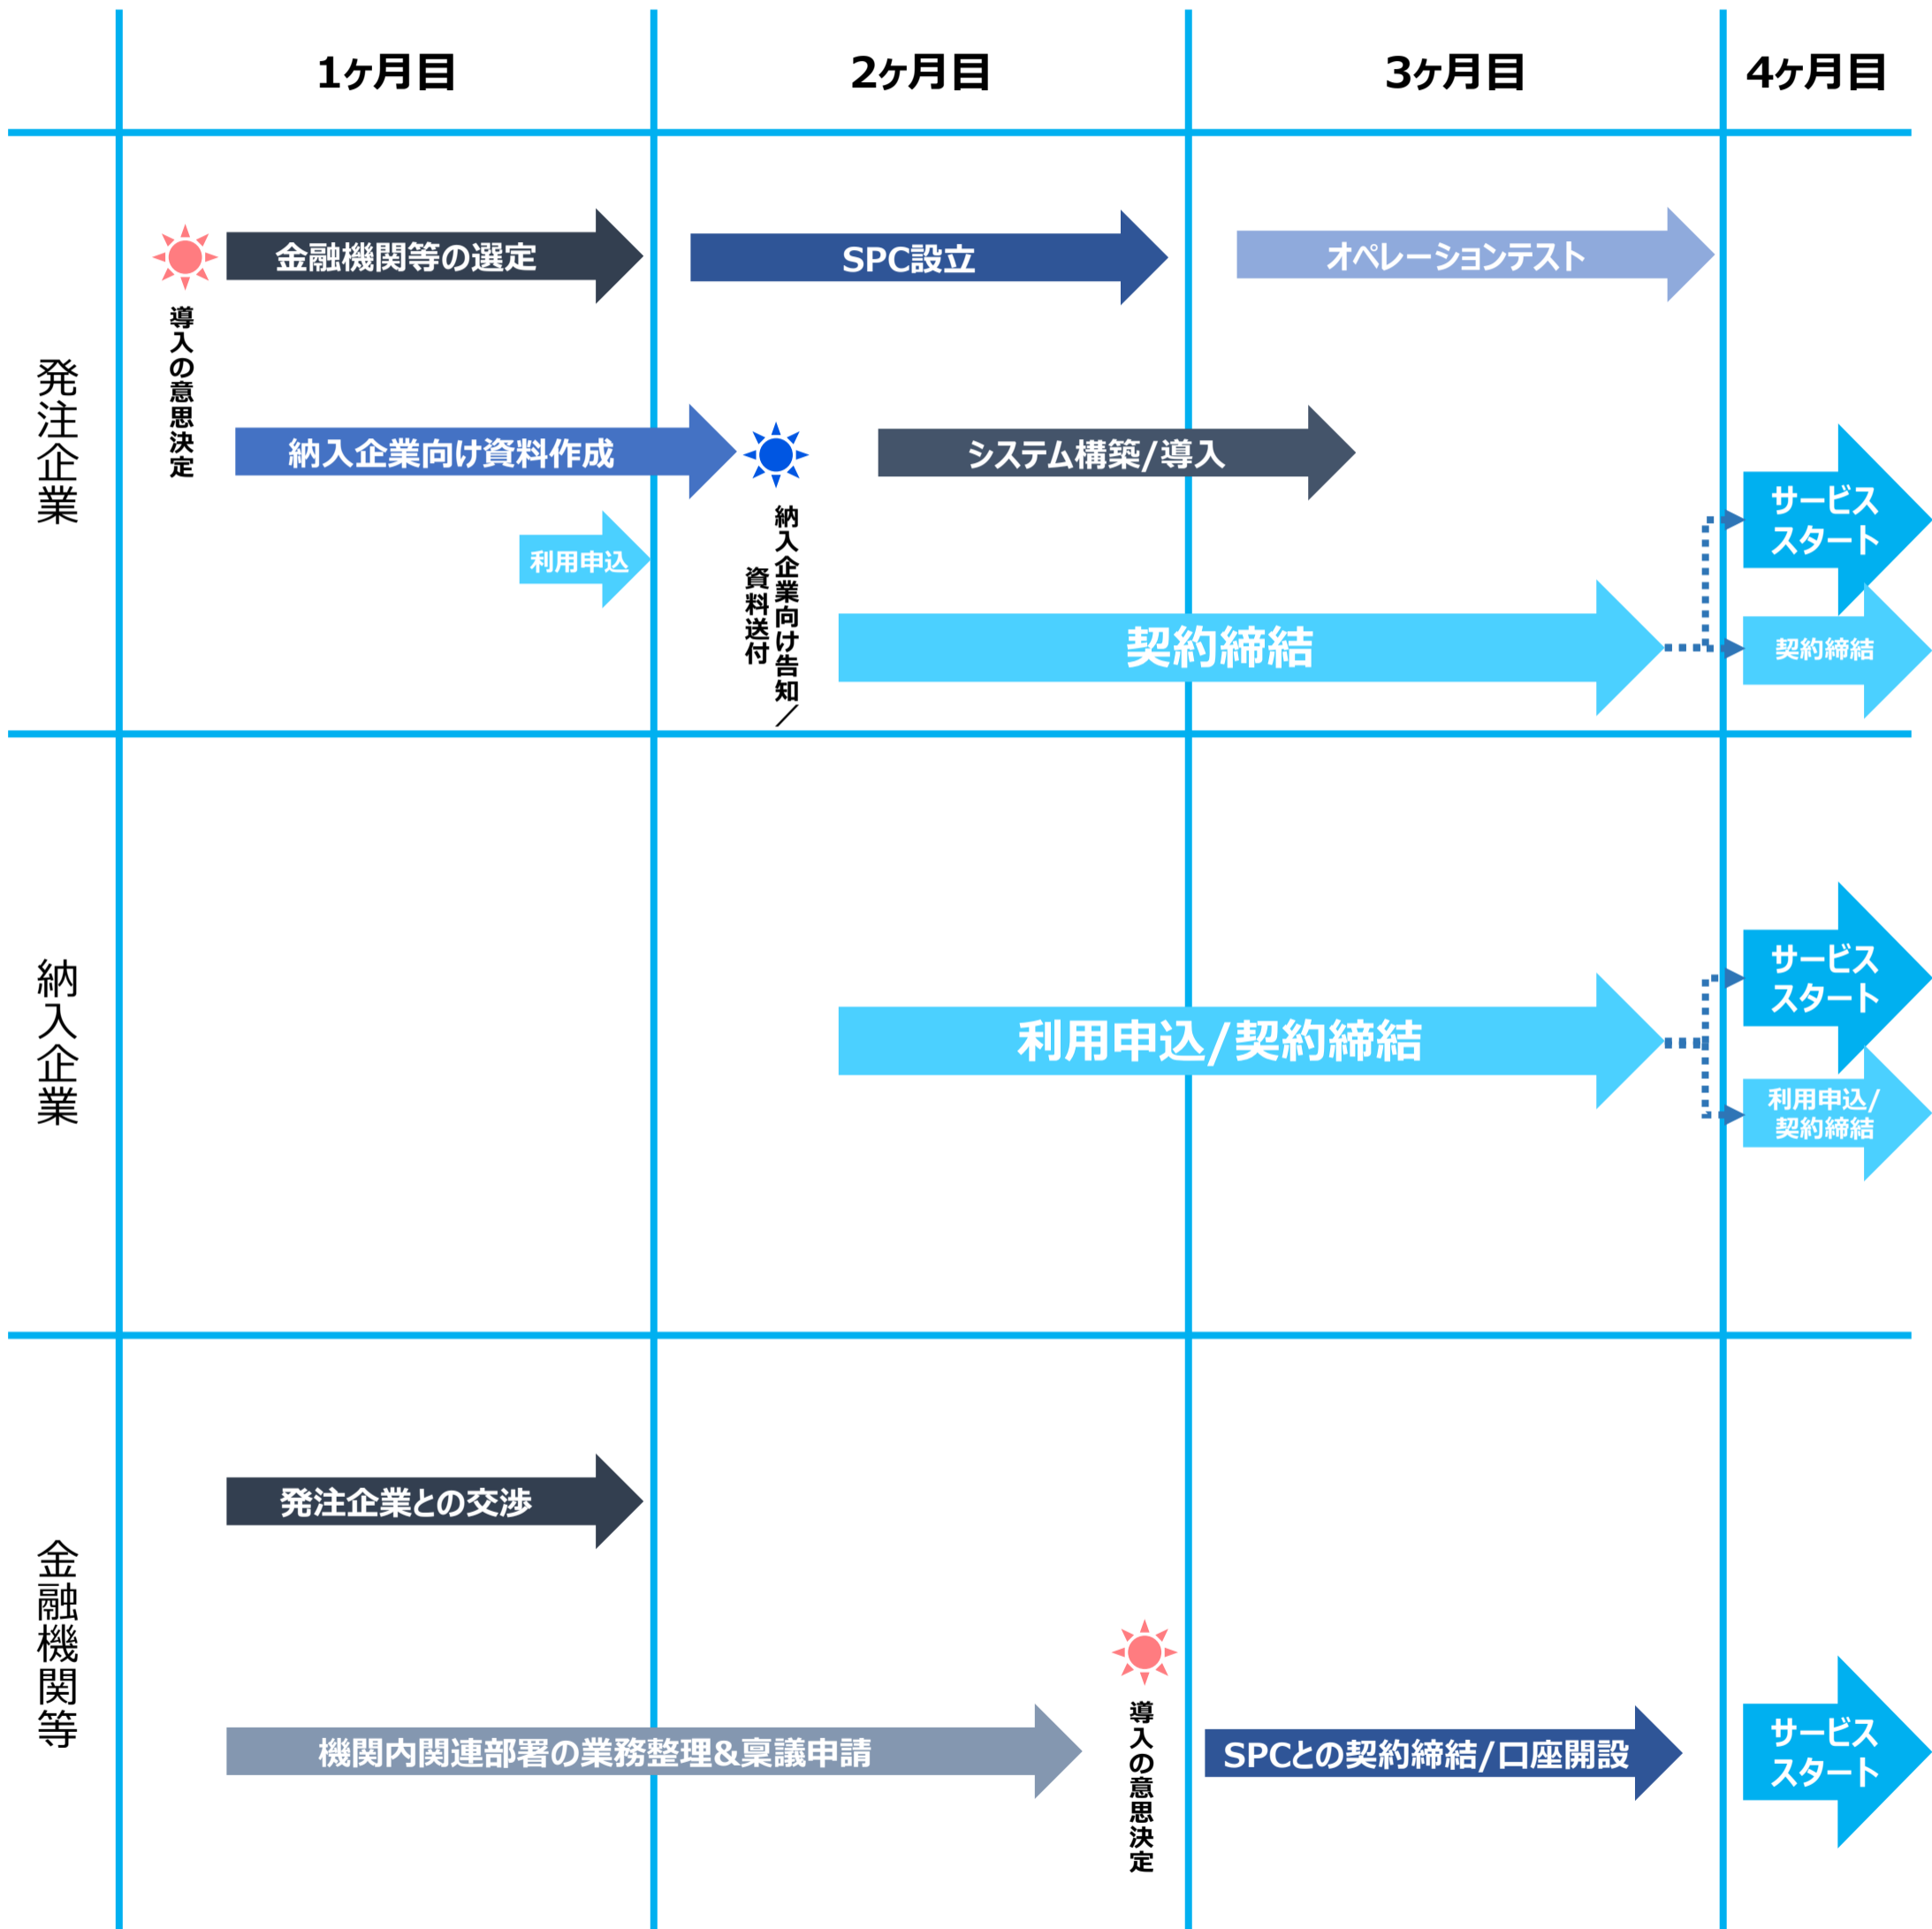 1ヶ月目
2ヶ月目
3ヶ月目
4ヶ月目
発注企業
導入の意思決定
金融機関等の選定
SPC設立
オペレーションテスト
納入企業向け資料作成
システム構築/導入
利用申込
納入企業向け告知／
資料送付
契約締結
サービス
スタート
契約締結
納入企業
利用申込/契約締結
サービス
スタート
利用申込/
契約締結
金融機関等
発注企業との交渉
機関内関連部署の業務整理&稟議申請
導入の意思決定
SPCとの契約締結/口座開設
サービス
スタート